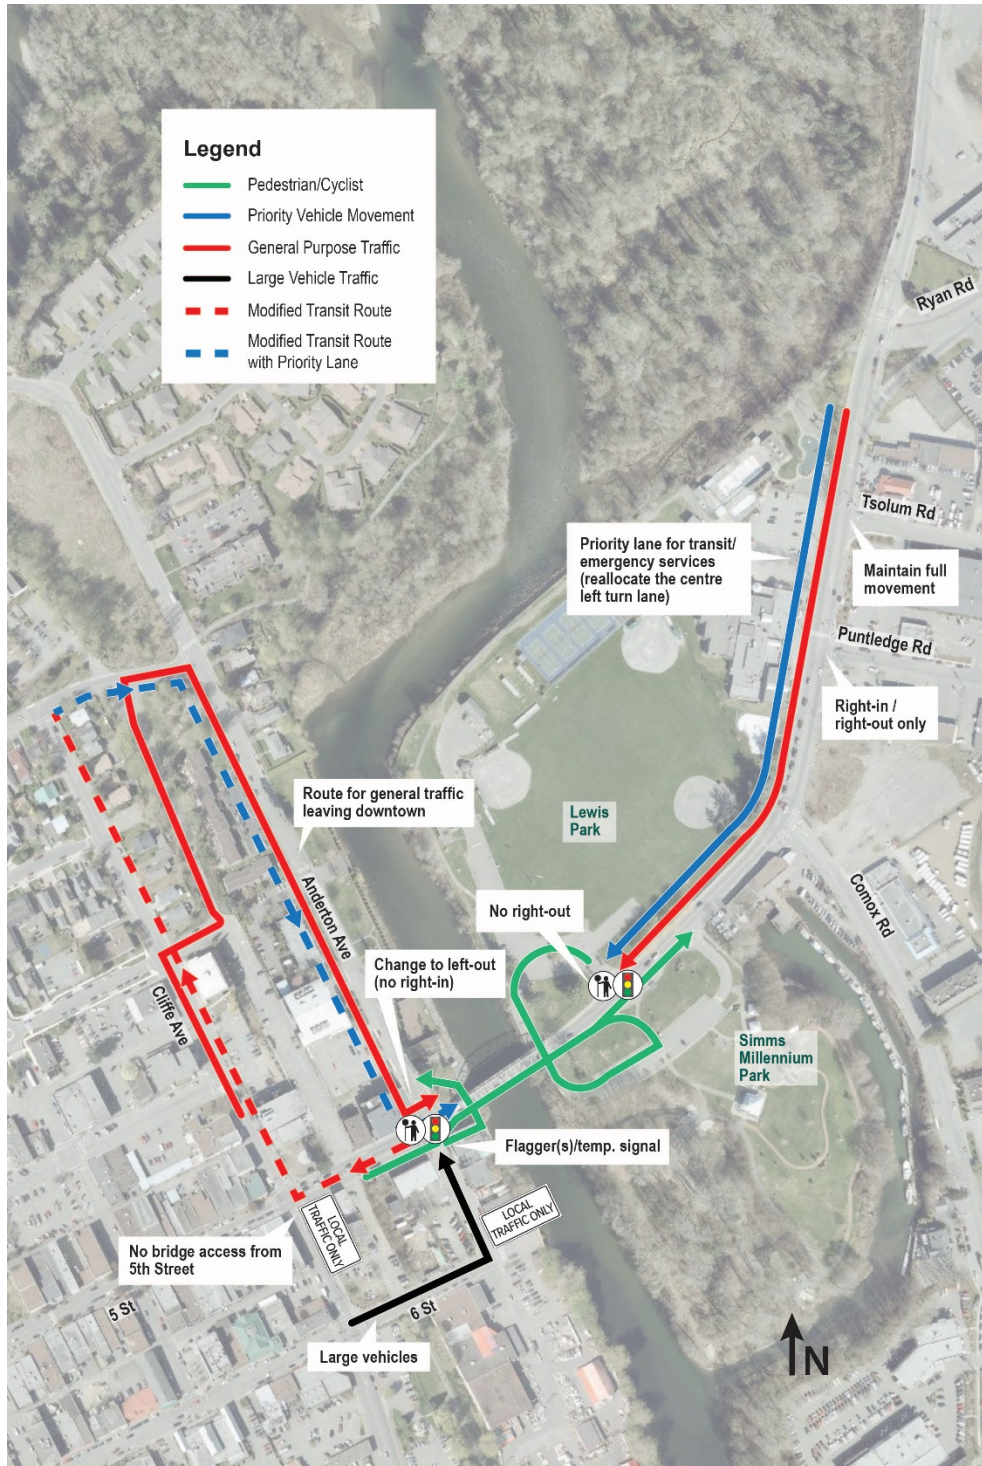 Legend
Pedestrian/Cyclist
Priority Vehicle Movement
General Purpose Traffic
Large Vehicle Traffic
Modified Transit Route
Modified Transit Route
with Priority Lane
Ryan Rd
Tsolum Rd
Priority lane for transit/
emergency services
(reallocate the centre
left turn lane)
Maintain full
movement
Puntledge Rd
Right-in /
right-out only
Route for general traffic
leaving downtown
Lewis
Park
Anderton Ave
Comox Rd
No right-out
Change to left-out
(no right-in)
Cliffe Ave
Simms
Millennium
Park
Flagger(s)/temp. signal
LOCAL
TRAFFIC ONLY
LOCAL
TRAFFIC ONLY
No bridge access from
5th Street
5 St
6 St
Large vehicles
N